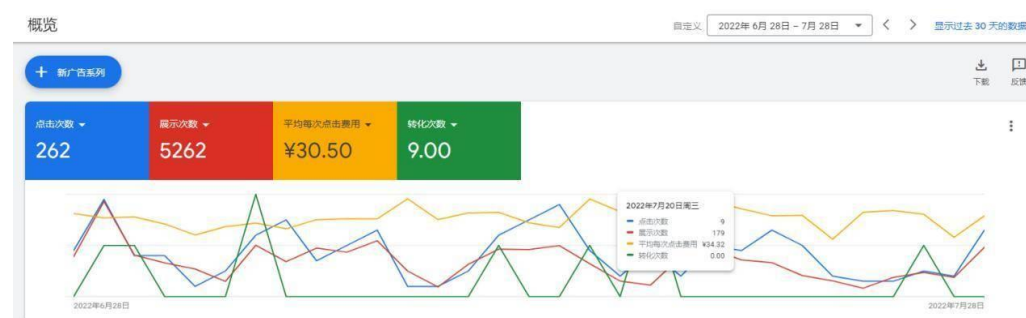 概览
自定义 2022年 6月 28日 – 7月 28日
显示过去 30 天的数据
新广告系列
下载
反馈
点击次数
262
展示次数
5262
平均每次点击费用
¥30.50
转化次数
9.00
2022年7月20日周三
点击次数 9
展示次数 179
平均每次点击费用 ¥34.32
转化次数 0.00
2022年6月28日
2022年7月28日